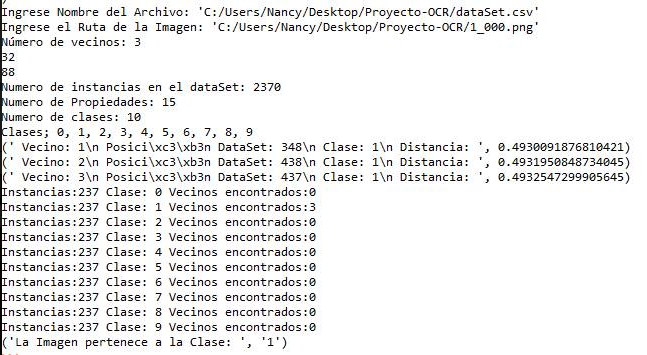 Ingrese Nombre del Archivo: 'C:/Users/Nancy/Desktop/Proyecto-OCR/dataSet.csv'
Ingrese el Ruta de la Imagen: 'C:/Users/Nancy/Desktop/Proyecto-OCR/1_000.png'
Número de vecinos: 3
32
88
Numero de instancias en el dataSet: 2370
Numero de Propiedades: 15
Numero de clases: 10
Clases; 0, 1, 2, 3, 4, 5, 6, 7, 8, 9
(' Vecino: 1\n Posici\xc3\xb3n DataSet: 348\n Clase: 1\n Distancia: ', 0.4930091876810421)
(' Vecino: 2\n Posici\xc3\xb3n DataSet: 438\n Clase: 1\n Distancia: ', 0.4931950848734045)
(' Vecino: 3\n Posici\xc3\xb3n DataSet: 437\n Clase: 1\n Distancia: ', 0.4932547299905645)
Instancias:237 Clase: 0 Vecinos encontrados:0
Instancias:237 Clase: 1 Vecinos encontrados:3
Instancias:237 Clase: 2 Vecinos encontrados:0
Instancias:237 Clase: 3 Vecinos encontrados:0
Instancias:237 Clase: 4 Vecinos encontrados:0
Instancias:237 Clase: 5 Vecinos encontrados:0
Instancias:237 Clase: 6 Vecinos encontrados:0
Instancias:237 Clase: 7 Vecinos encontrados:0
Instancias:237 Clase: 8 Vecinos encontrados:0
Instancias:237 Clase: 9 Vecinos encontrados:0
('La Imagen pertenece a la Clase: ', '1')